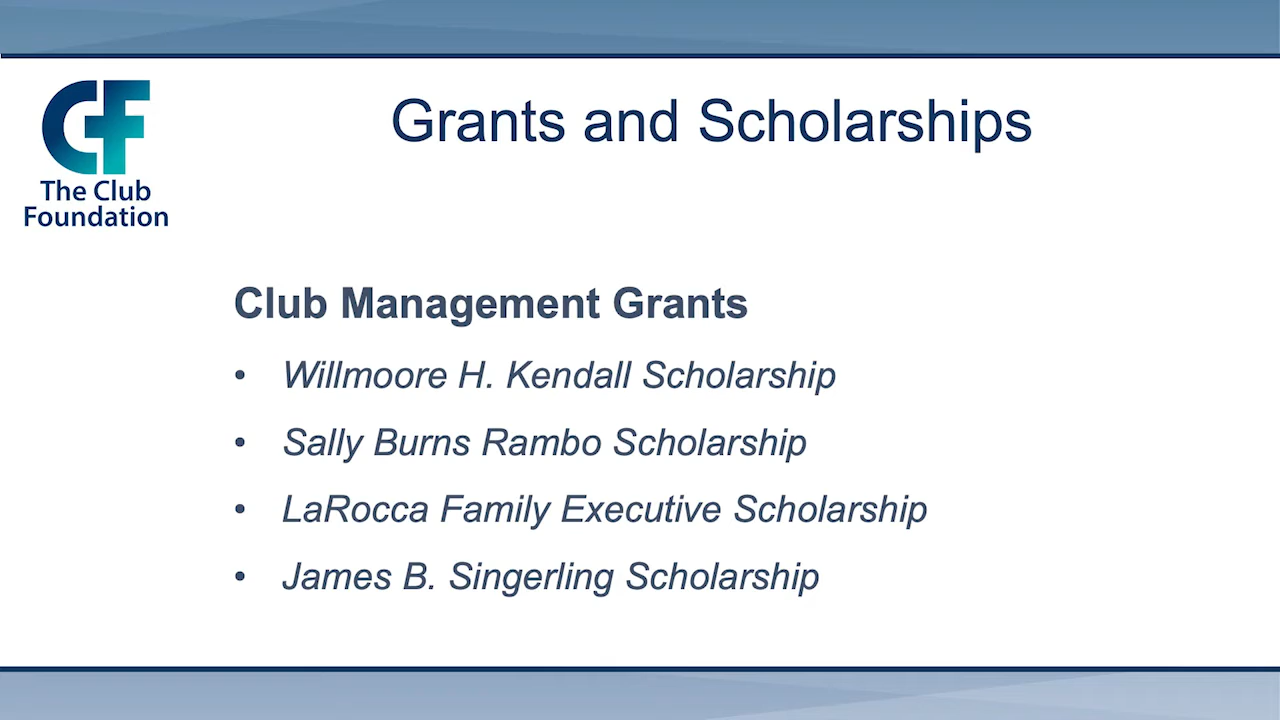 CF
The Club
Foundation
Grants and Scholarships
Club Management Grants
• Willmoore H. Kendall Scholarship
• Sally Burns Rambo Scholarship
• LaRocca Family Executive Scholarship
• James B. Singerling Scholarship